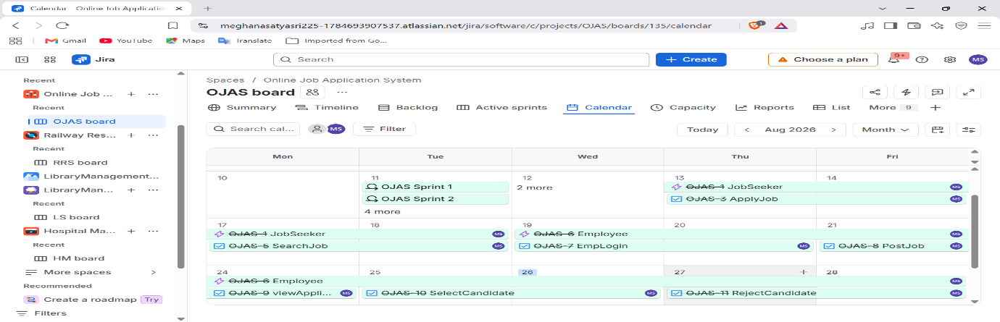 Calendar - Online Job Applicatio
meghanasatyasri225-1784693907537.atlassian.net/jira/software/c/projects/OJAS/boards/135/calendar
Gmail YouTube Maps Translate Imported from Go...
Jira Search + Create Choose a plan 9+ MS
Recent
Online Job ... + ...
Recent
OJAS board
Railway Res... + ...
Recent
RRS board
LibraryManagement...
LibraryMan... + ...
Recent
LS board
Hospital Ma... + ...
Recent
HM board
More spaces >
Recommended
Create a roadmap Try
Filters
Spaces / Online Job Application System
OJAS board ...
Summary Timeline Backlog Active sprints Calendar Capacity Reports List More 9 +
Search cal... MS Filter Today < Aug 2026 > Month
Mon Tue Wed Thu Fri
10 11 12 13 14
OJAS Sprint 1 2 more OJAS-1 JobSeeker MS
OJAS Sprint 2 OJAS-3 ApplyJob MS
4 more
17 18 19 20 21
OJAS-1 JobSeeker MS OJAS-6 Employee MS
OJAS-5 SearchJob MS OJAS-7 EmpLogin MS OJAS-8 PostJob MS
24 25 26 27 + 28
OJAS-6 Employee MS
OJAS-9 viewAppli... MS OJAS-10 SelectCandidate MS OJAS-11 RejectCandidate MS